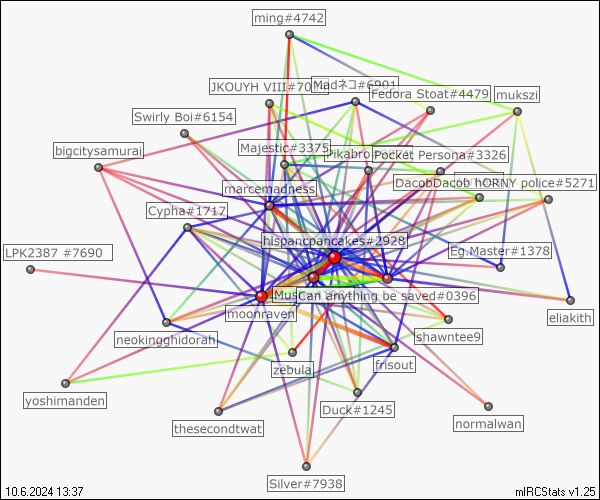 ming#4742
JKOUYH VIII#70
Madネコ#6901
Fedora Stoat#4479
mukszi
Swirly Boi#6154
bigcitysamurai
Majestic#3375
Pikabro
Pocket Persona#3326
marcemadness
DacobDacob
HORNY police#5271
Cypha#1717
hispancpancakes#2928
LPK2387 #7690
Eg.Master#1378
Can anything be saved#0396
eliakith
moonraven
neokingghidorah
shawntee9
zebula
frisout
yoshimanden
Duck#1245
normalwan
thesecondtwat
Silver#7938
10.6.2024 13:37
mIRCStats v1.25